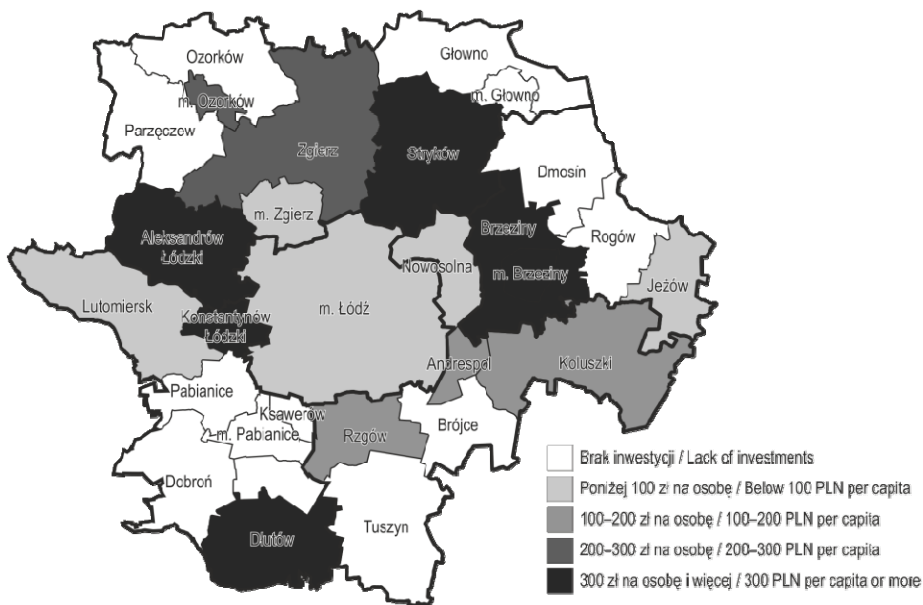 Ozorków
Głowno
m. Ozorków
m. Głowno
Parzęczew
Zgierz
Stryków
Dmosin
m. Zgierz
Brzeziny
Rogów
Aleksandrów
Łódzki
Nowosolna
m. Brzeziny
Jeżów
Lutomiersk
Konstantynów
Łódzki
m. Łódź
Andrespol
Koluszki
Pabianice
Ksawerów
m. Pabianice
Rzgów
Brójce
Dobroń
Tuszyn
Dłutów
Brak inwestycji / Lack of investments
Poniżej 100 zł na osobę / Below 100 PLN per capita
100–200 zł na osobę / 100–200 PLN per capita
200–300 zł na osobę / 200–300 PLN per capita
300 zł na osobę i więcej / 300 PLN per capita or more